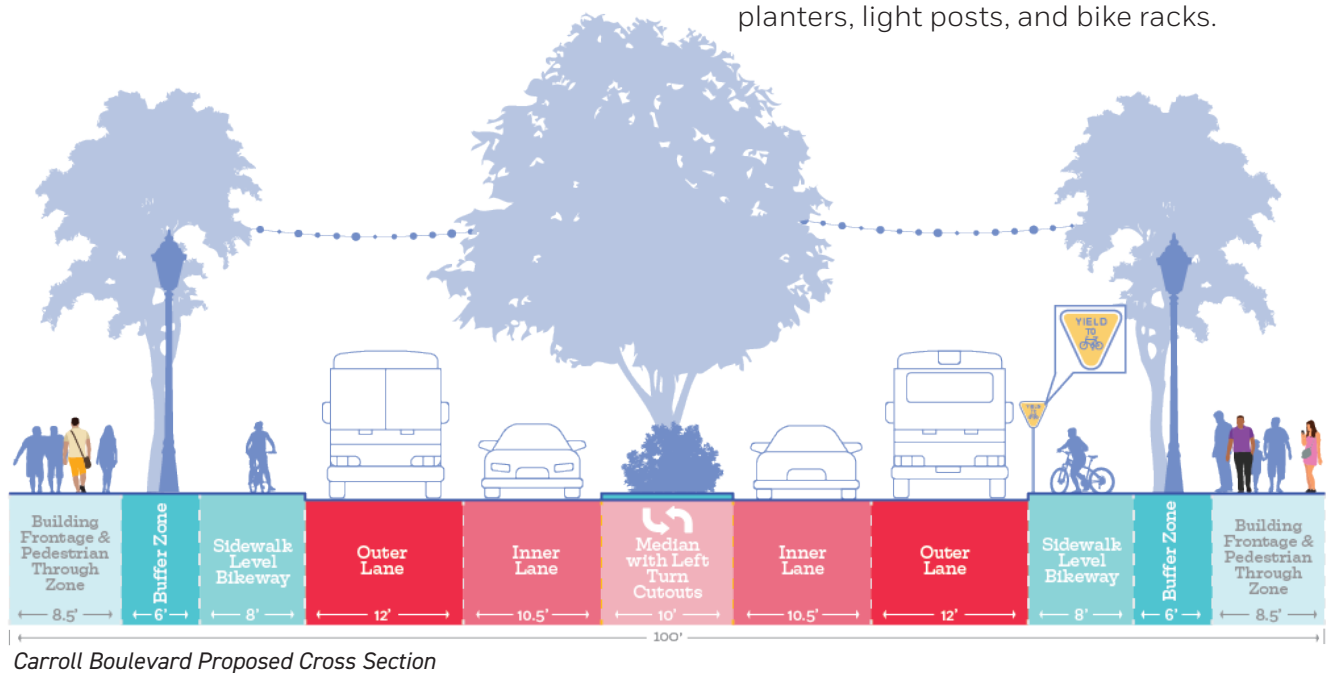 planters, light posts, and bike racks.
YIELD
TO
YIELD
TO
Building
Frontage &
Pedestrian
Through
Zone
8.5'
Buffer Zone
6'
Sidewalk
Level
Bikeway
8'
Outer
Lane
12'
Inner
Lane
10.5'
Median
with Left
Turn
Cutouts
10'
Inner
Lane
10.5'
Outer
Lane
12'
Sidewalk
Level
Bikeway
8'
Buffer Zone
6'
Building
Frontage &
Pedestrian
Through
Zone
8.5'
100'
Carroll Boulevard Proposed Cross Section